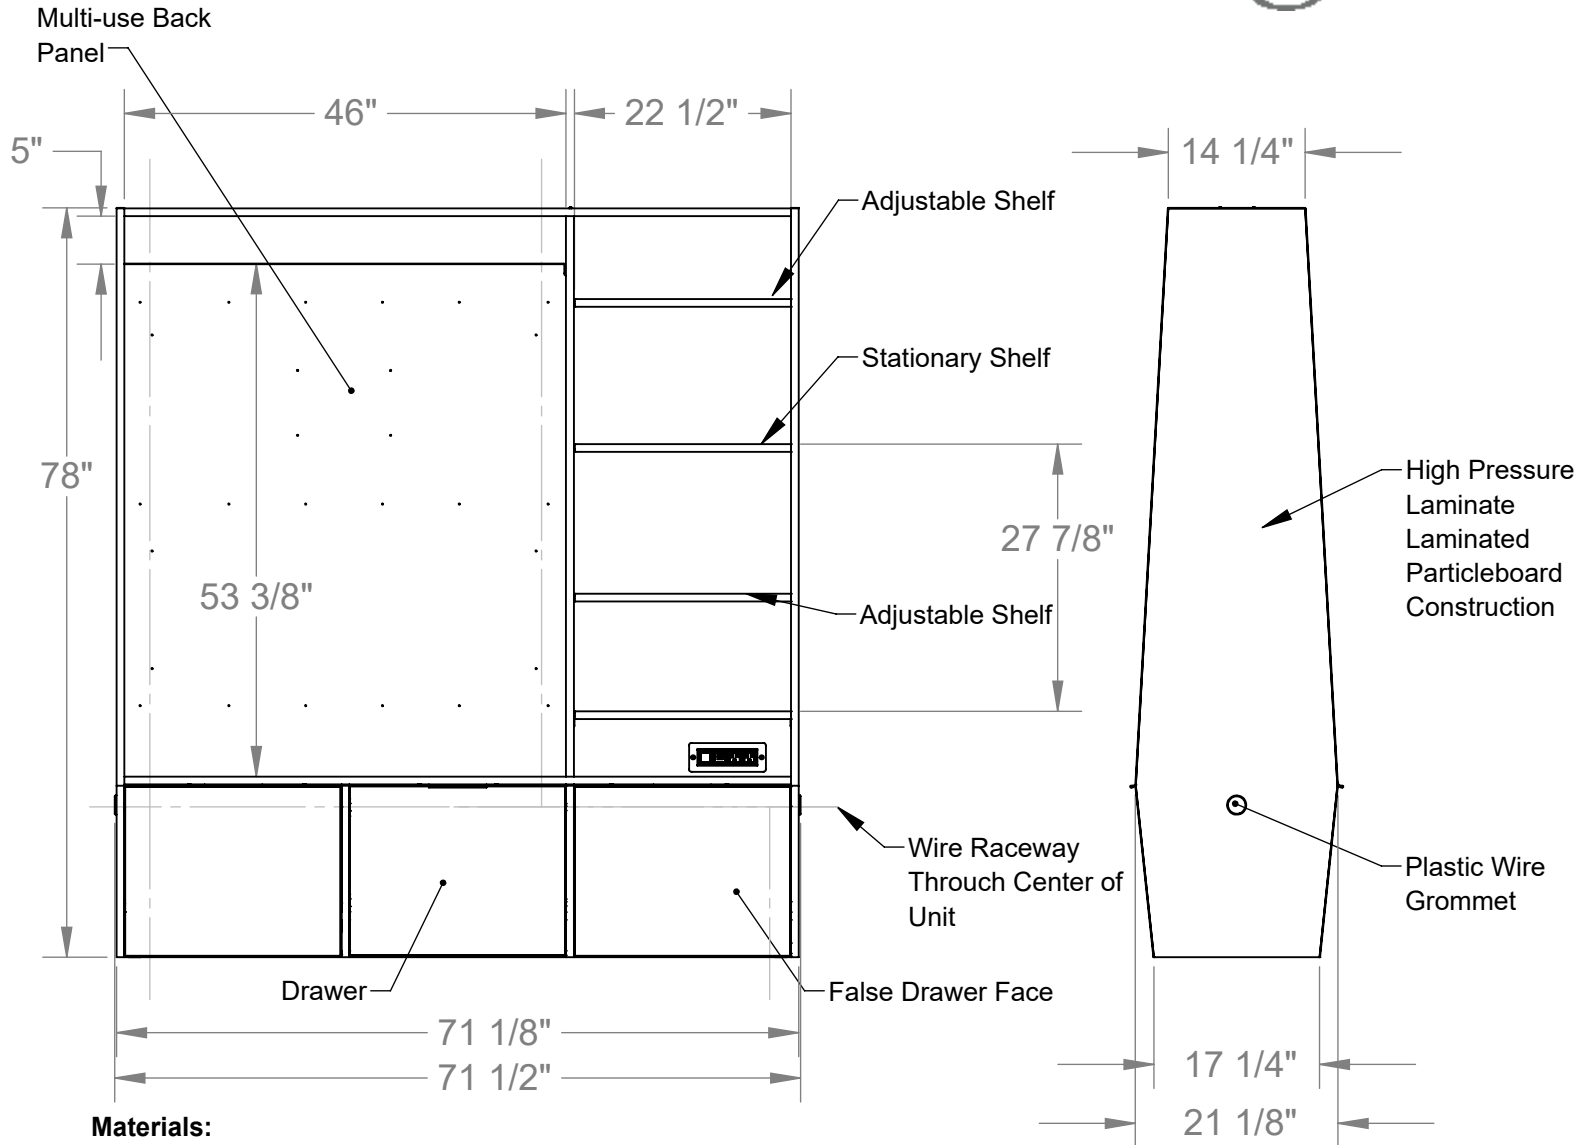 Multi-use Back
Panel
46"
22 1/2"
5"
14 1/4"
Adjustable Shelf
Stationary Shelf
78"
High Pressure
Laminate
Laminated
Particleboard
Construction
27 7/8"
53 3/8"
Adjustable Shelf
Wire Raceway
Throuch Center of
Unit
Plastic Wire
Grommet
Drawer
False Drawer Face
71 1/8"
71 1/2"
17 1/4"
21 1/8"
Materials: